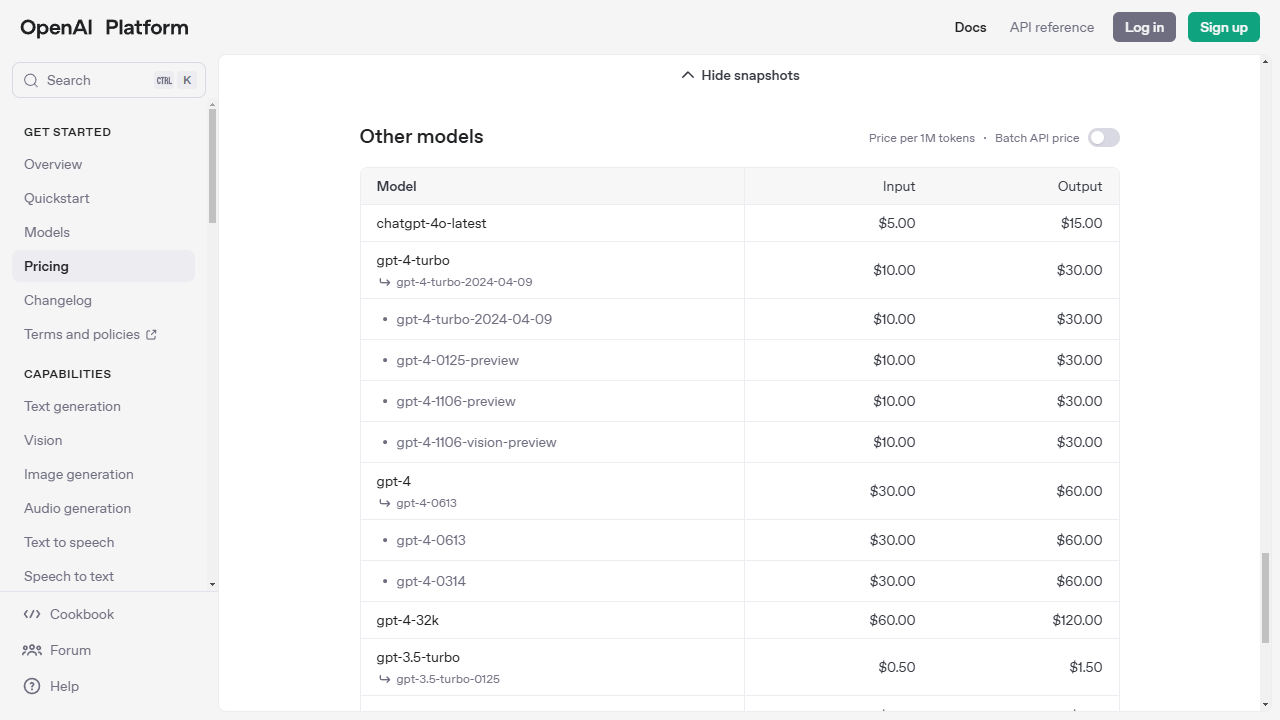 OpenAI Platform
Docs
API reference
Log in
Sign up
Search
CTRL K
GET STARTED
Overview
Quickstart
Models
Pricing
Changelog
Terms and policies
CAPABILITIES
Text generation
Vision
Image generation
Audio generation
Text to speech
Speech to text
Cookbook
Forum
Help
Hide snapshots
Other models
Price per 1M tokens · Batch API price
Model Input Output
chatgpt-4o-latest $5.00 $15.00
gpt-4-turbo
gpt-4-turbo-2024-04-09
$10.00 $30.00
• gpt-4-turbo-2024-04-09 $10.00 $30.00
• gpt-4-0125-preview $10.00 $30.00
• gpt-4-1106-preview $10.00 $30.00
• gpt-4-1106-vision-preview $10.00 $30.00
gpt-4
gpt-4-0613
$30.00 $60.00
• gpt-4-0613 $30.00 $60.00
• gpt-4-0314 $30.00 $60.00
gpt-4-32k $60.00 $120.00
gpt-3.5-turbo
gpt-3.5-turbo-0125
$0.50 $1.50